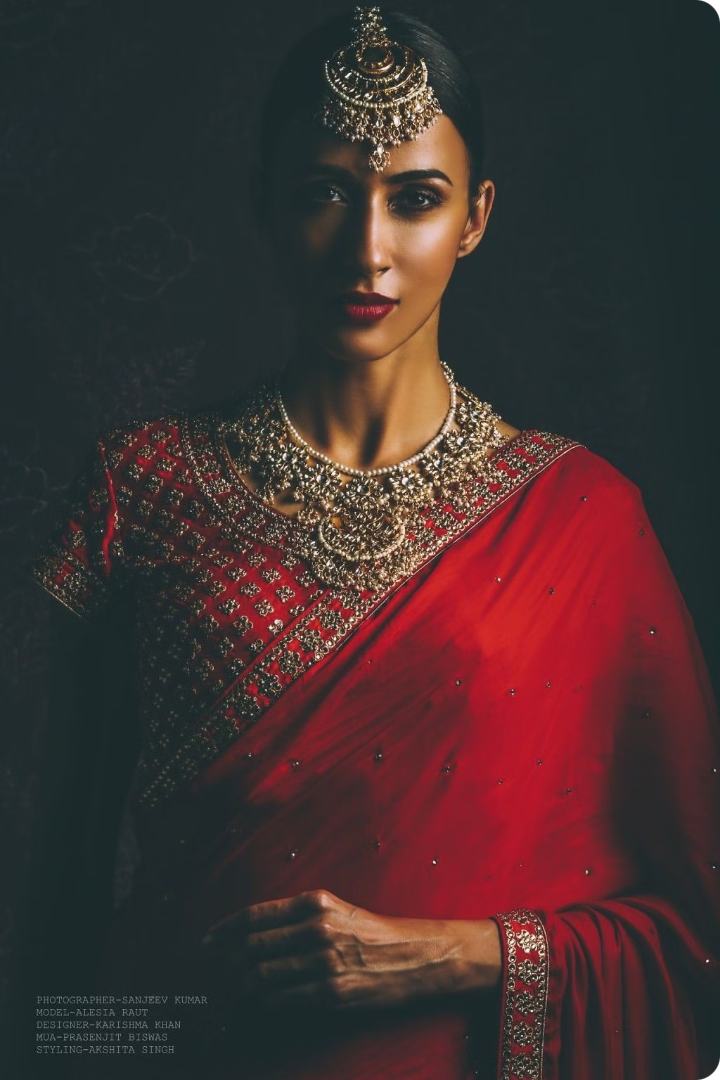 PHOTOGRAPHER-SANJEEV KUMAR
MODEL-ALESIA RAUT
DESIGNER-KARISHMA KHAN
MUA-PRASENJIT BISWAS
STYLING-AKSHITA SINGH